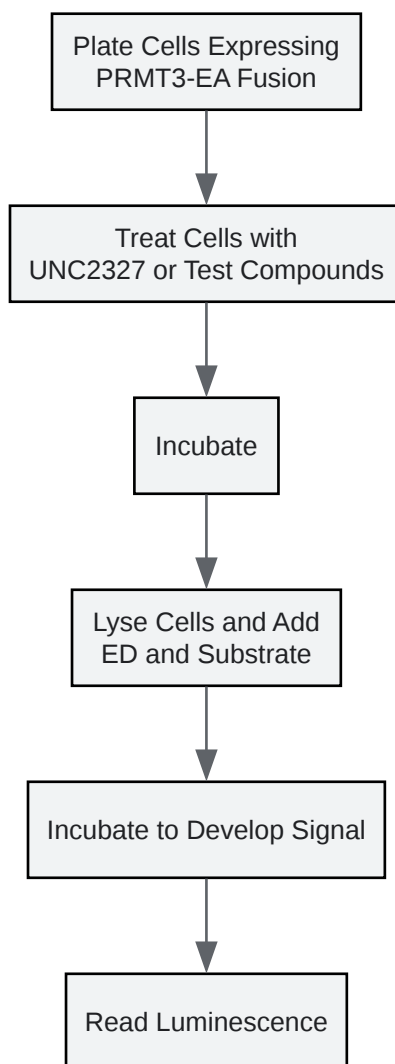 Plate Cells Expressing
PRMT3-EA Fusion
Treat Cells with
UNC2327 or Test Compounds
Incubate
Lyse Cells and Add
ED and Substrate
Incubate to Develop Signal
Read Luminescence